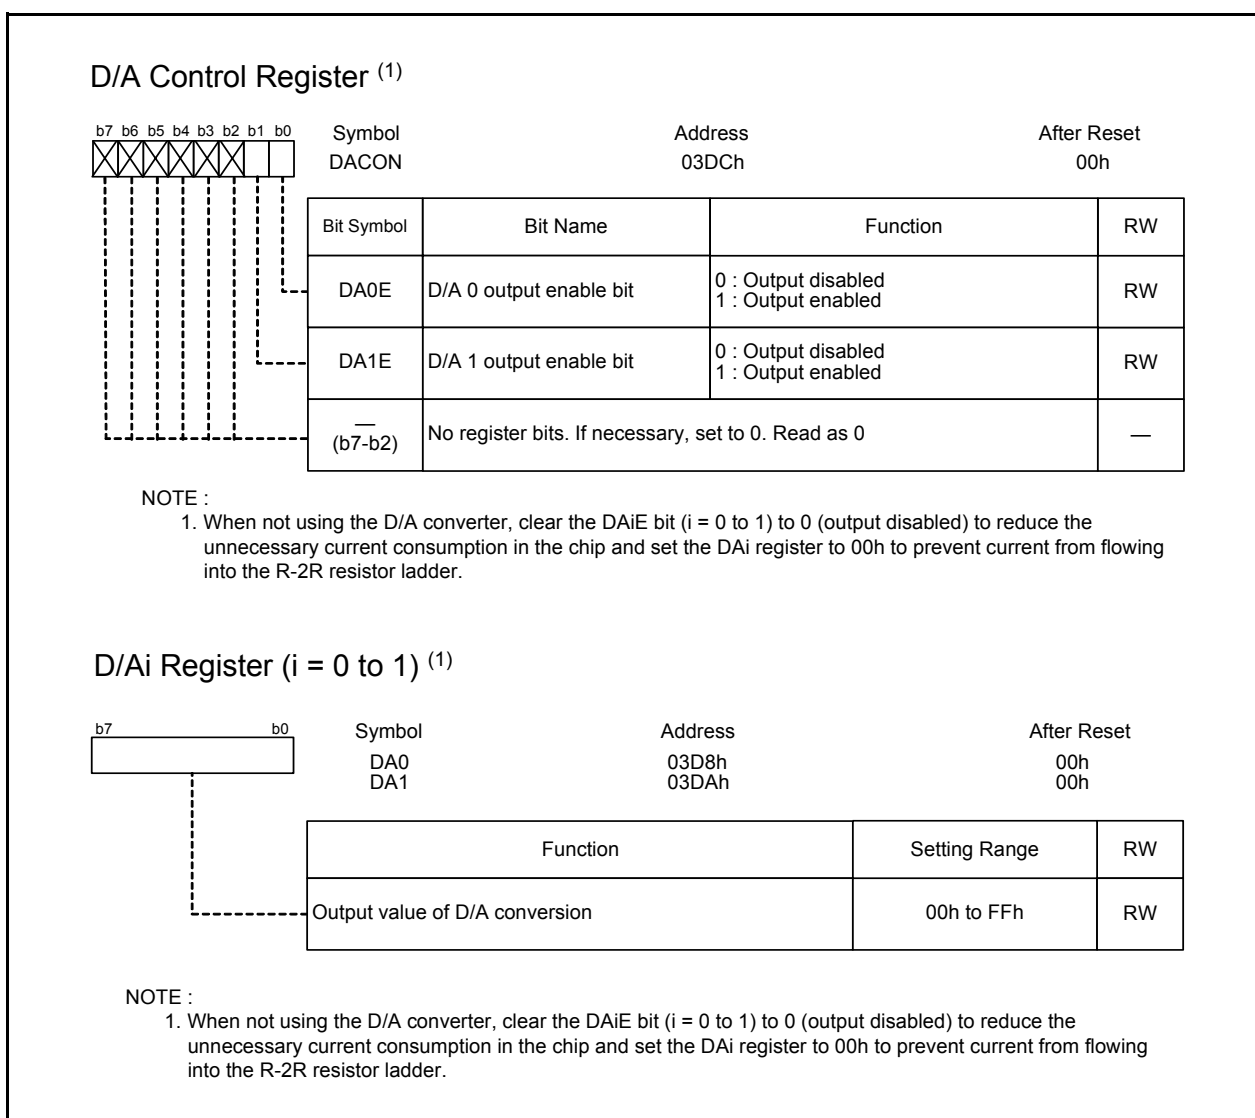 D/A Control Register (1)
b7 b6 b5 b4 b3 b2 b1 b0
Symbol Address After Reset
DACON 03DCh 00h
Bit Symbol Bit Name Function RW
DA0E D/A 0 output enable bit 0 : Output disabled
1 : Output enabled RW
DA1E D/A 1 output enable bit 0 : Output disabled
1 : Output enabled RW
—
(b7-b2) No register bits. If necessary, set to 0. Read as 0 —
NOTE :
1. When not using the D/A converter, clear the DAiE bit (i = 0 to 1) to 0 (output disabled) to reduce the
unnecessary current consumption in the chip and set the DAi register to 00h to prevent current from flowing
into the R-2R resistor ladder.
D/Ai Register (i = 0 to 1) (1)
b7 b0
Symbol Address After Reset
DA0 03D8h 00h
DA1 03DAh 00h
Function Setting Range RW
Output value of D/A conversion 00h to FFh RW
NOTE :
1. When not using the D/A converter, clear the DAiE bit (i = 0 to 1) to 0 (output disabled) to reduce the
unnecessary current consumption in the chip and set the DAi register to 00h to prevent current from flowing
into the R-2R resistor ladder.